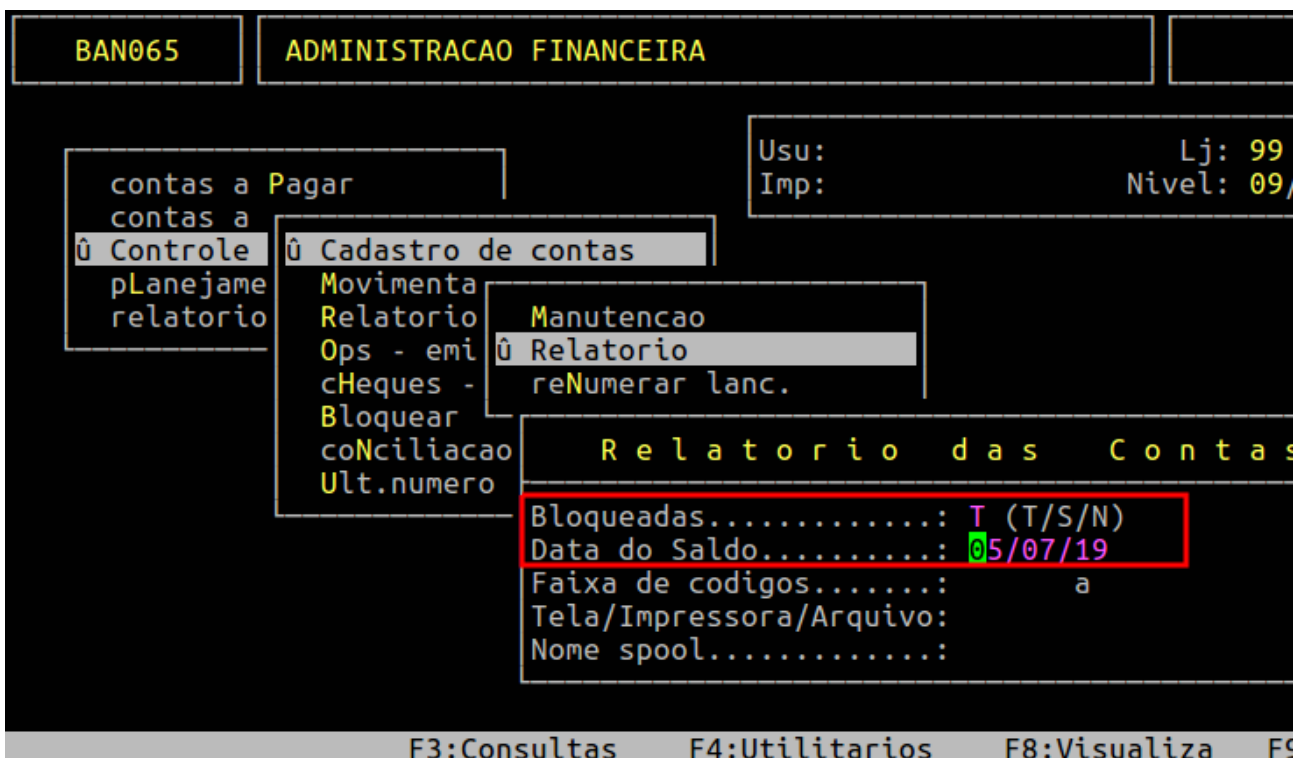 BAN065 ADMINISTRACAO FINANCEIRA
Usu: Lj: 99
Imp: Nivel: 09/
contas a Pagar
contas a
û Controle
pLanejame
relatorio
û Cadastro de contas
Movimenta
Relatorio
Ops - emi
cHeques -
Bloquear
coNciliacao
Ult.numero
Manutencao
û Relatorio
reNumerar lanc.
R e l a t o r i o   d a s   C o n t a s
Bloqueadas.............: T (T/S/N)
Data do Saldo..........: 05/07/19
Faixa de codigos.......: a
Tela/Impressora/Arquivo:
Nome spool.............:
F3:Consultas F4:Utilitarios F8:Visualiza F9